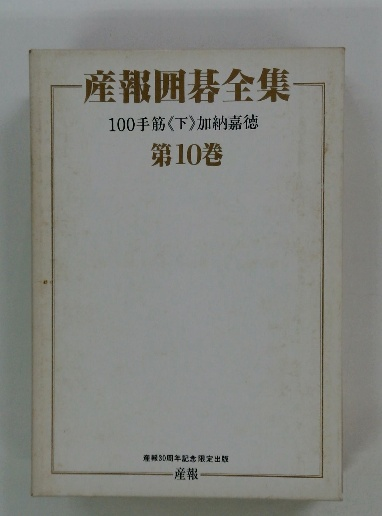 産報囲碁全集
100手筋《下》加納嘉徳
第10巻
産報30周年記念限定出版
産報